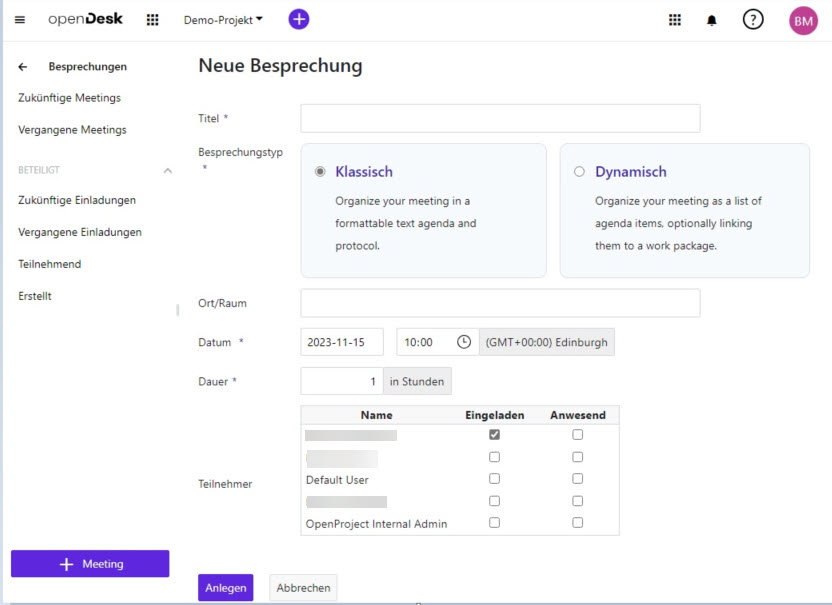 openDesk
Demo-Projekt
BM
Besprechungen
Zukünftige Meetings
Vergangene Meetings
BETEILIGT
Zukünftige Einladungen
Vergangene Einladungen
Teilnehmend
Erstellt
+ Meeting
Neue Besprechung
Titel *
Besprechungstyp
*
Klassisch
Organize your meeting in a
formattable text agenda and
protocol.
Dynamisch
Organize your meeting as a list of
agenda items, optionally linking
them to a work package.
Ort/Raum
Datum * 2023-11-15 10:00 (GMT+00:00) Edinburgh
Dauer * 1 in Stunden
Teilnehmer
Name Eingeladen Anwesend
Default User
OpenProject Internal Admin
Anlegen Abbrechen